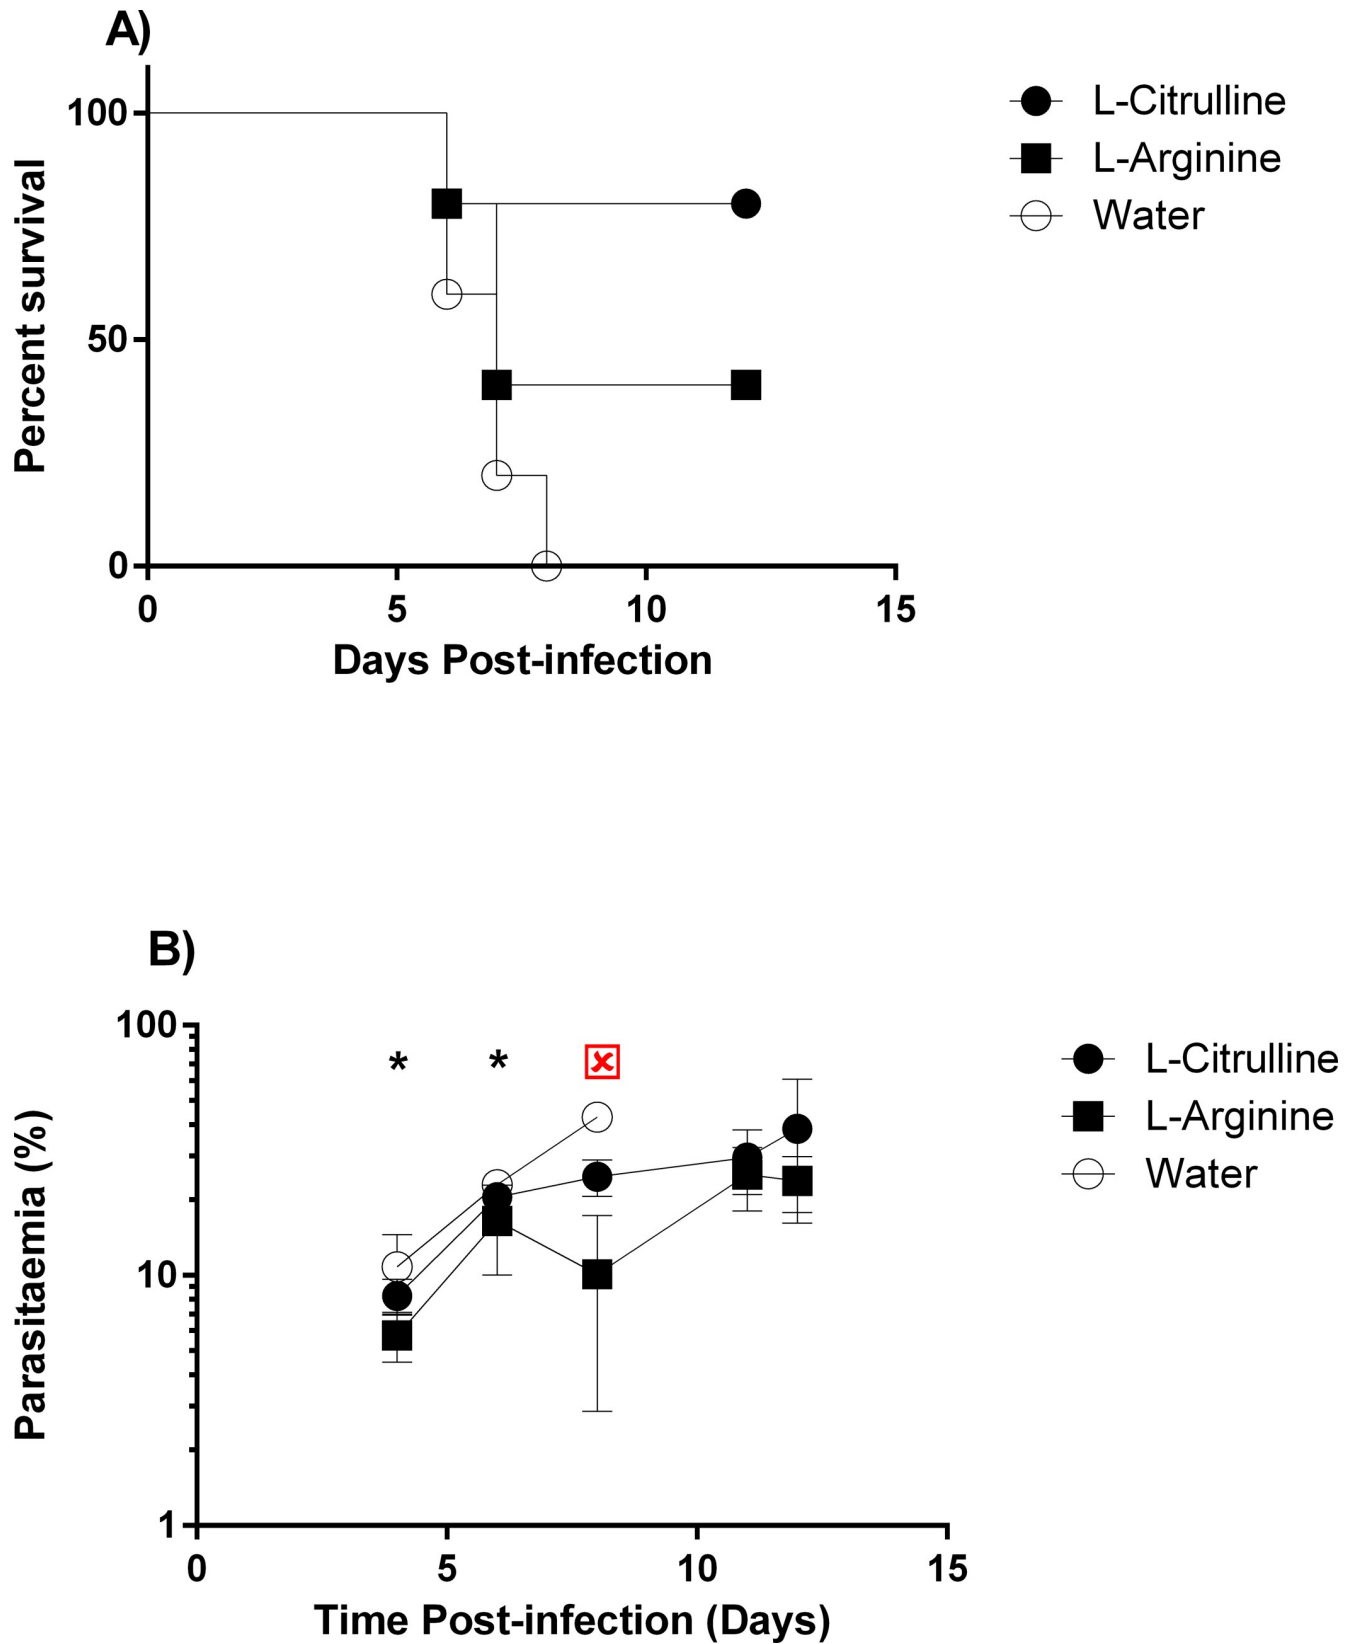 A)
100
50
0
0 5 10 15
Percent survival
Days Post-infection
L-Citrulline
L-Arginine
Water
B)
100
10
1
0 5 10 15
* *
Parasitaemia (%)
Time Post-infection (Days)
L-Citrulline
L-Arginine
Water